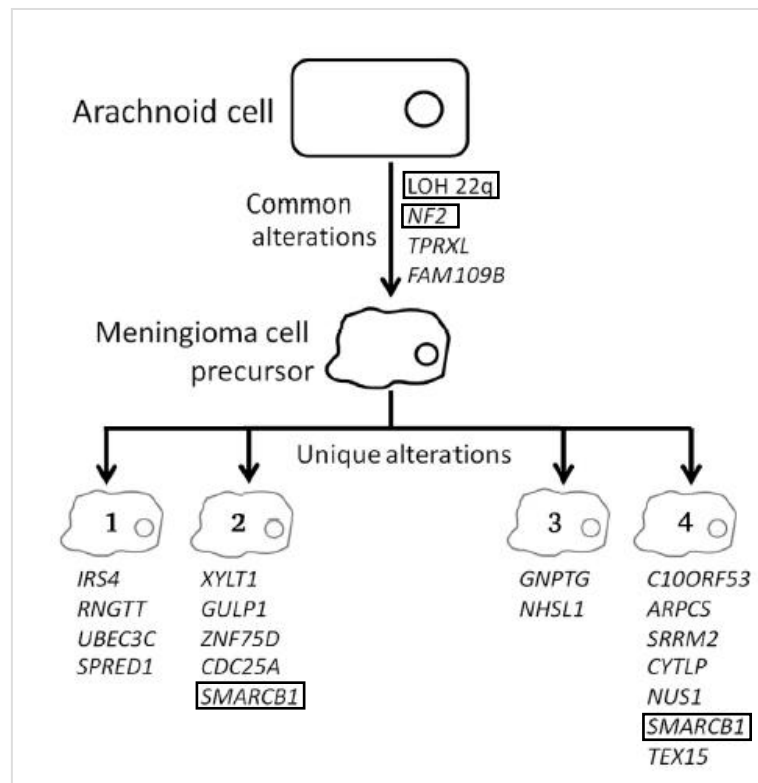 Arachnoid cell
Common
alterations
LOH 22q
NF2
TPRXL
FAM109B
Meningioma cell
precursor
Unique alterations
1
IRS4
RNGTT
UBEC3C
SPRED1
2
XYLT1
GULP1
ZNF75D
CDC25A
SMARCB1
3
GNPTG
NHSL1
4
C10ORF53
ARPCS
SRRM2
CYTLP
NUS1
SMARCB1
TEX15